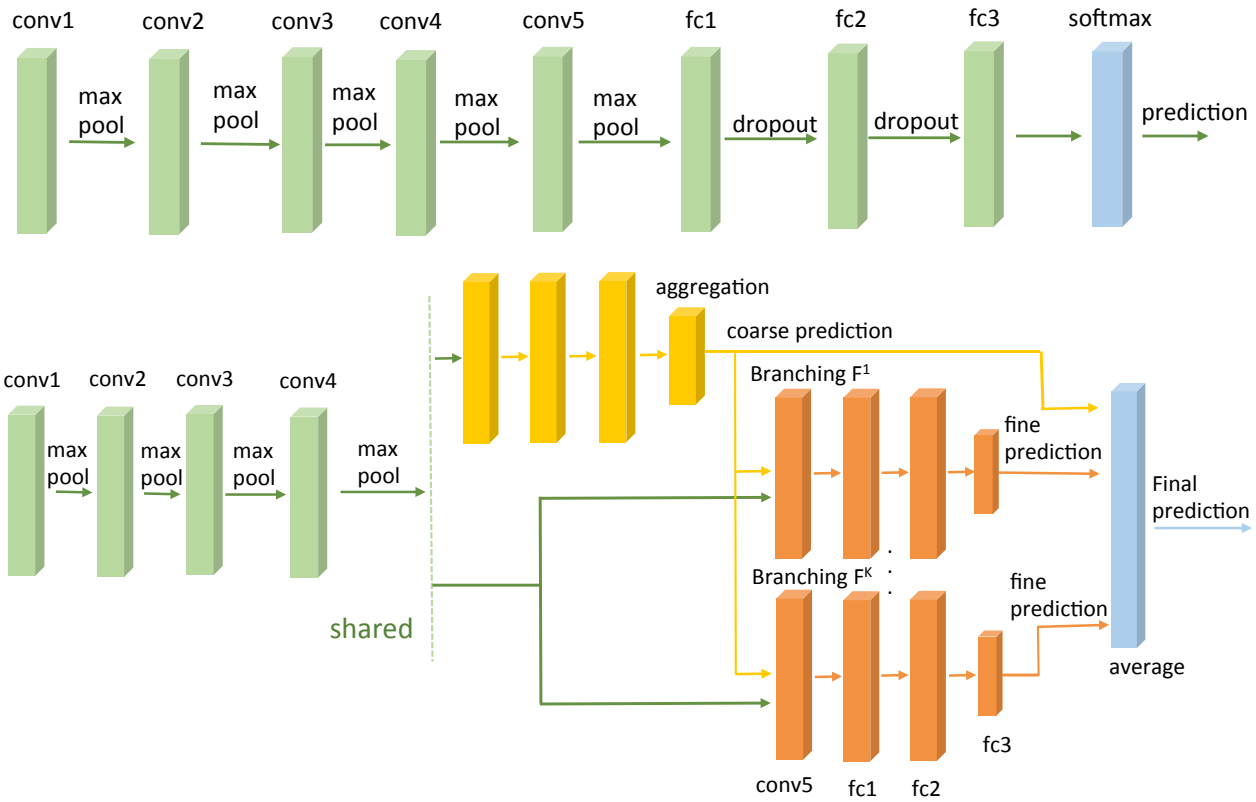 conv1
conv2
conv3
conv4
conv5
fc1
fc2
fc3
softmax
max
pool
max
pool
max
pool
max
pool
max
pool
dropout
dropout
prediction
aggregation
coarse prediction
conv1
conv2
conv3
conv4
max
pool
max
pool
max
pool
max
pool
Branching F¹
fine
prediction
Final
prediction
Branching Fᴷ
fine
prediction
shared
average
fc3
conv5
fc1
fc2